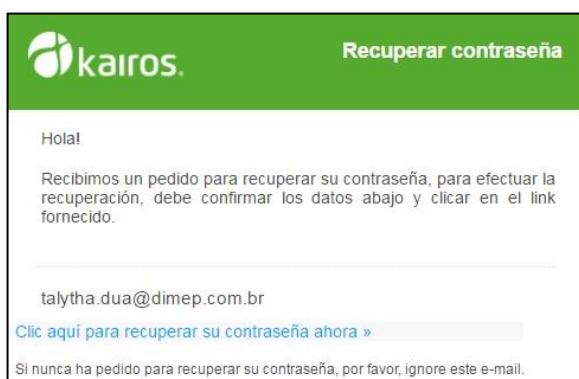 kairos.
Recuperar contraseña
Hola!
Recibimos un pedido para recuperar su contraseña, para efectuar la
recuperación, debe confirmar los datos abajo y clicar en el link
fornecido.
talytha.dua@dimep.com.br
Clic aquí para recuperar su contraseña ahora »
Si nunca ha pedido para recuperar su contraseña, por favor, ignore este e-mail.